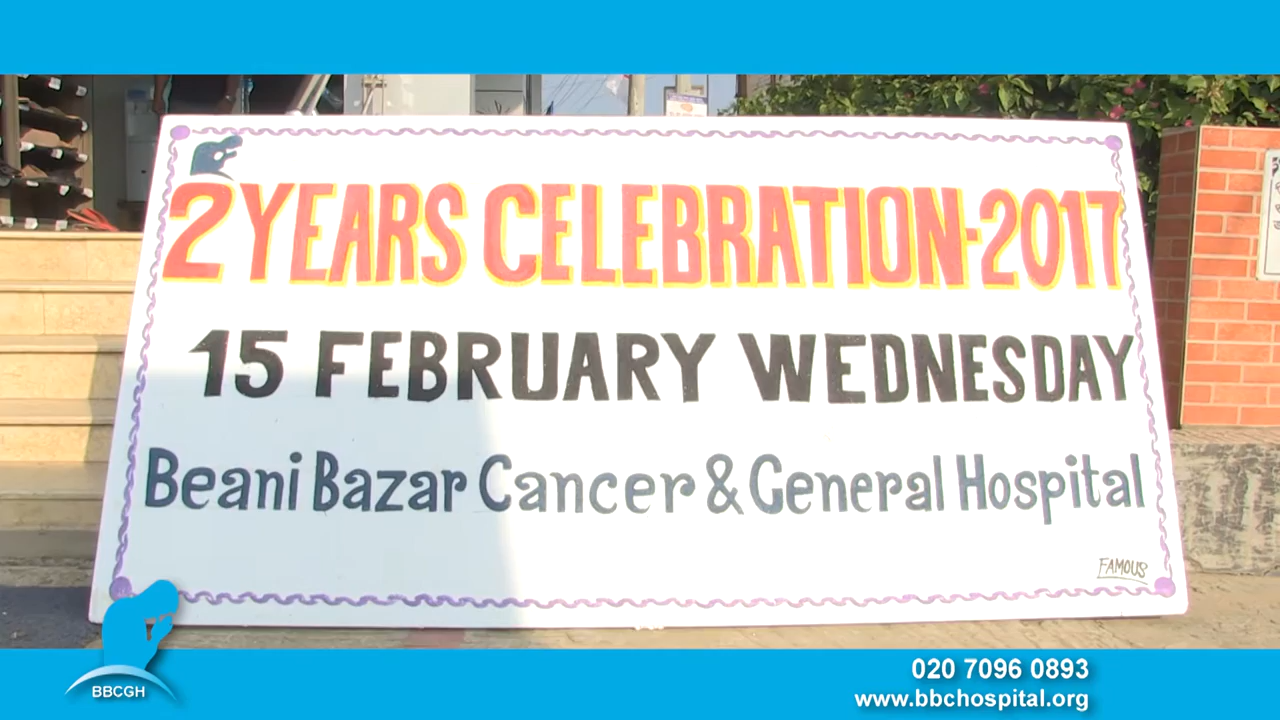 2 YEARS CELEBRATION-2017
15 FEBRUARY WEDNESDAY
Beani Bazar Cancer & General Hospital
FAMOUS
BBCGH
020 7096 0893
www.bbchospital.org